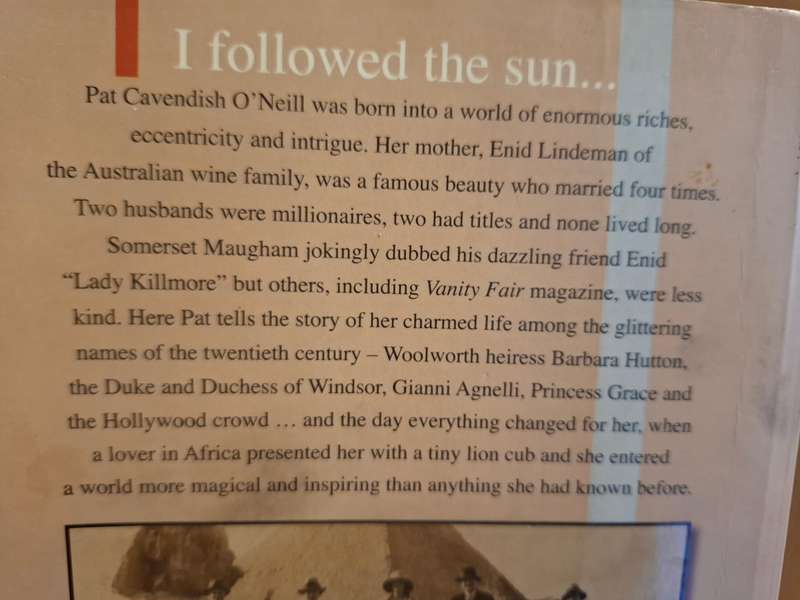 I followed the sun...
Pat Cavendish O'Neill was born into a world of enormous riches,
eccentricity and intrigue. Her mother, Enid Lindeman of
the Australian wine family, was a famous beauty who married four times.
Two husbands were millionaires, two had titles and none lived long.
Somerset Maugham jokingly dubbed his dazzling friend Enid
“Lady Killmore” but others, including Vanity Fair magazine, were less
kind. Here Pat tells the story of her charmed life among the glittering
names of the twentieth century – Woolworth heiress Barbara Hutton,
the Duke and Duchess of Windsor, Gianni Agnelli, Princess Grace and
the Hollywood crowd … and the day everything changed for her, when
a lover in Africa presented her with a tiny lion cub and she entered
a world more magical and inspiring than anything she had known before.